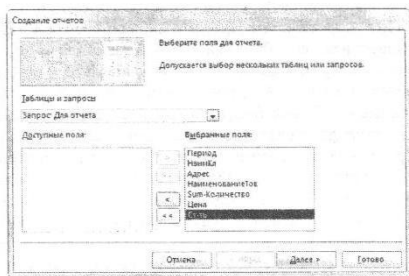 Создание отчетов
Выберите поля для отчета.
Допускается выбор нескольких таблиц или запросов.
Таблицы и запросы
Запрос: Для отчета
Доступные поля:
Выбранные поля:
Период
НаимКл
Адрес
НаименованиеТов
Sum-Количество
Цена
<
<<
Отмена
Далее >
Готово